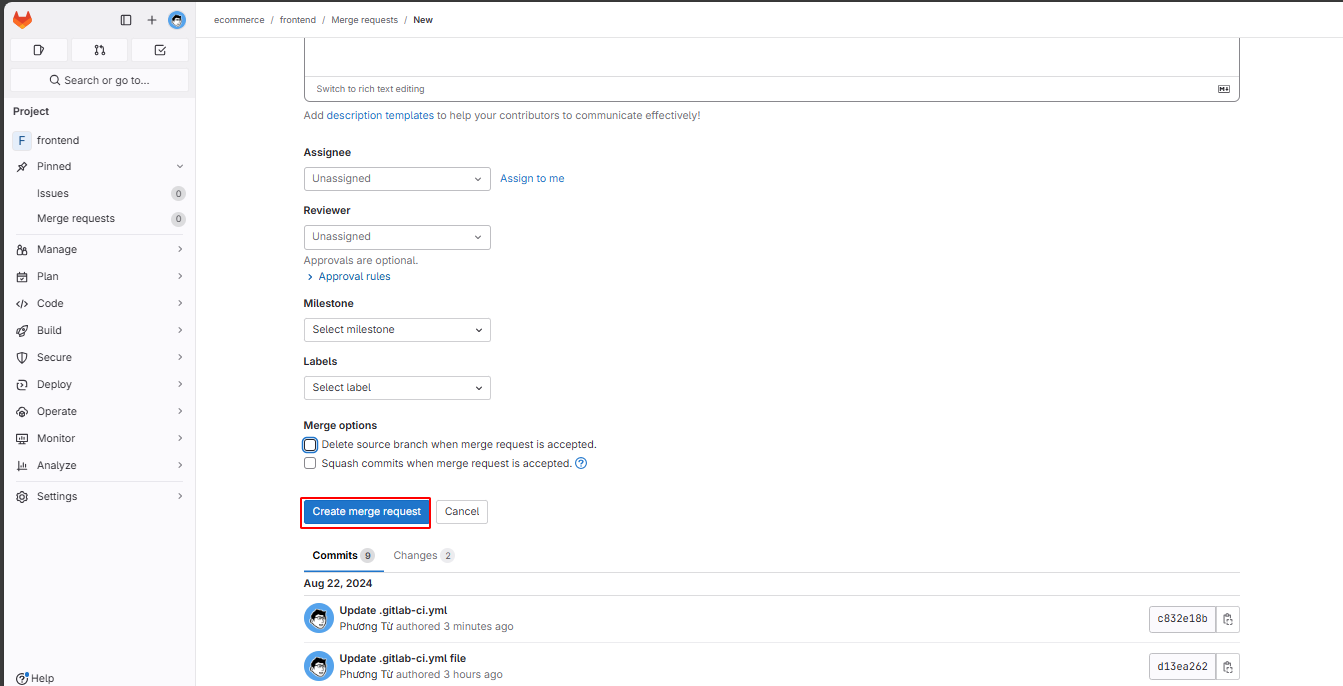 ecommerce / frontend / Merge requests / New
Search or go to...
Project
F frontend
Pinned
Issues 0
Merge requests 0
Manage
Plan
Code
Build
Secure
Deploy
Operate
Monitor
Analyze
Settings
Help
Switch to rich text editing
Add description templates to help your contributors to communicate effectively!
Assignee
Unassigned Assign to me
Reviewer
Unassigned
Approvals are optional.
Approval rules
Milestone
Select milestone
Labels
Select label
Merge options
Delete source branch when merge request is accepted.
Squash commits when merge request is accepted. ?
Create merge request Cancel
Commits 9 Changes 2
Aug 22, 2024
Update .gitlab-ci.yml
Phương Từ authored 3 minutes ago
c832e18b
Update .gitlab-ci.yml file
Phương Từ authored 3 hours ago
d13ea262